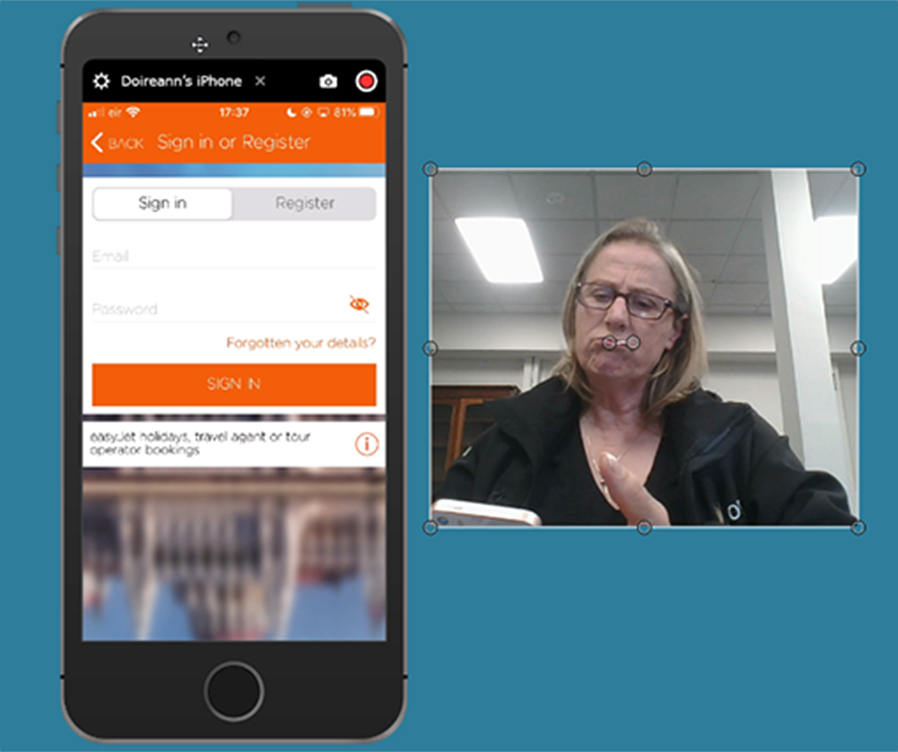 Doireann's iPhone
eir 17:37 81%
BACK Sign in or Register
Sign in Register
Email
Password
Forgotten your details?
SIGN IN
easyJet holidays, travel agent or tour
operator bookings